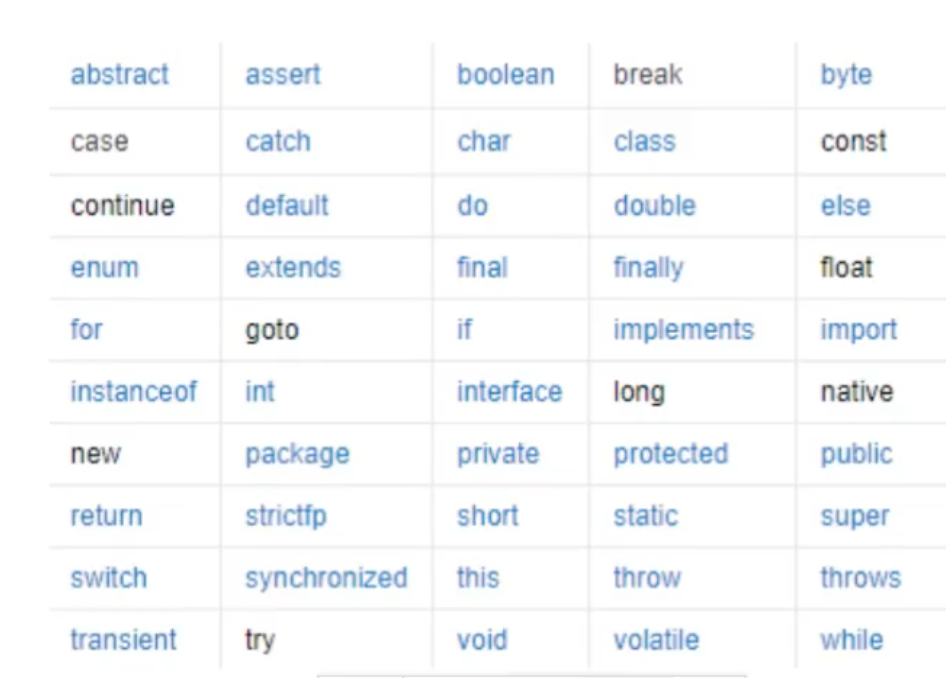 abstract assert boolean break byte
case catch char class const
continue default do double else
enum extends final finally float
for goto if implements import
instanceof int interface long native
new package private protected public
return strictfp short static super
switch synchronized this throw throws
transient try void volatile while